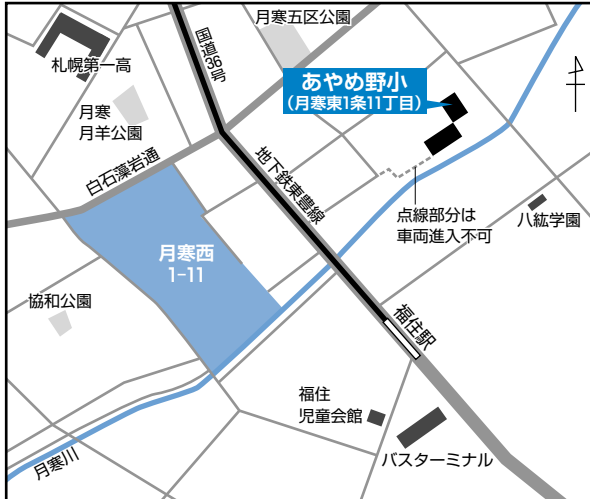 月寒五区公園
国道36号
札幌第一高
あやめ野小
(月寒東1条11丁目)
月寒
月羊公園
白石藻岩通
地下鉄東豊線
点線部分は
車両進入不可
八紘学園
月寒西
1-11
協和公園
福住駅
福住
児童会館
バスターミナル
月寒川